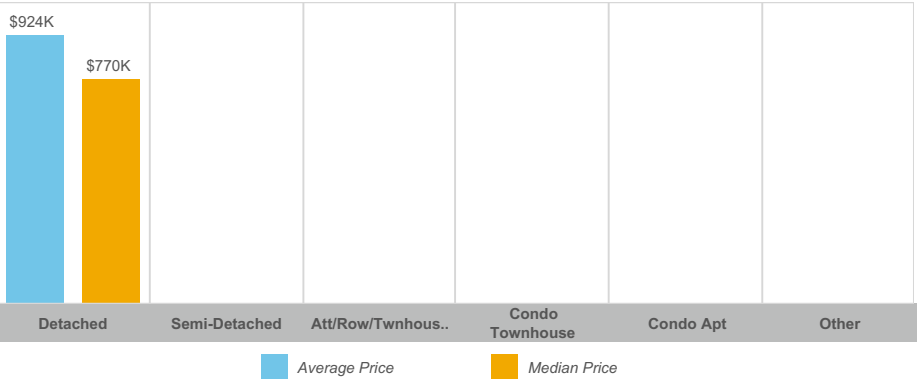 $924K
$770K
Detached
Semi-Detached
Att/Row/Twnhous..
Condo
Townhouse
Condo Apt
Other
Average Price
Median Price